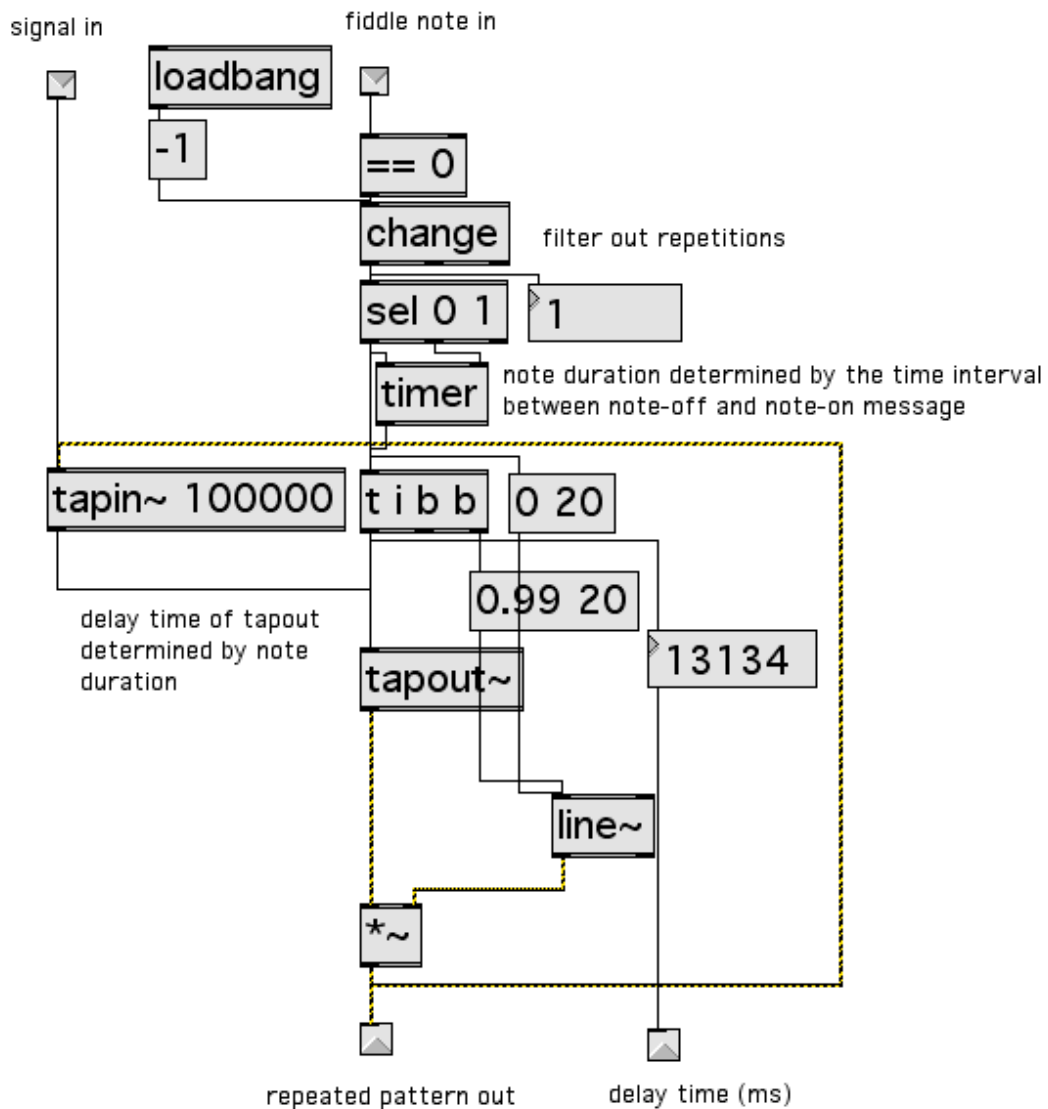 signal in
fiddle note in
loadbang
-1
== 0
change
filter out repetitions
sel 0 1
1
timer
note duration determined by the time interval
between note-off and note-on message
tapin~ 100000
t i b b
0 20
0.99 20
delay time of tapout
determined by note
duration
13134
tapout~
line~
*~
repeated pattern out
delay time (ms)